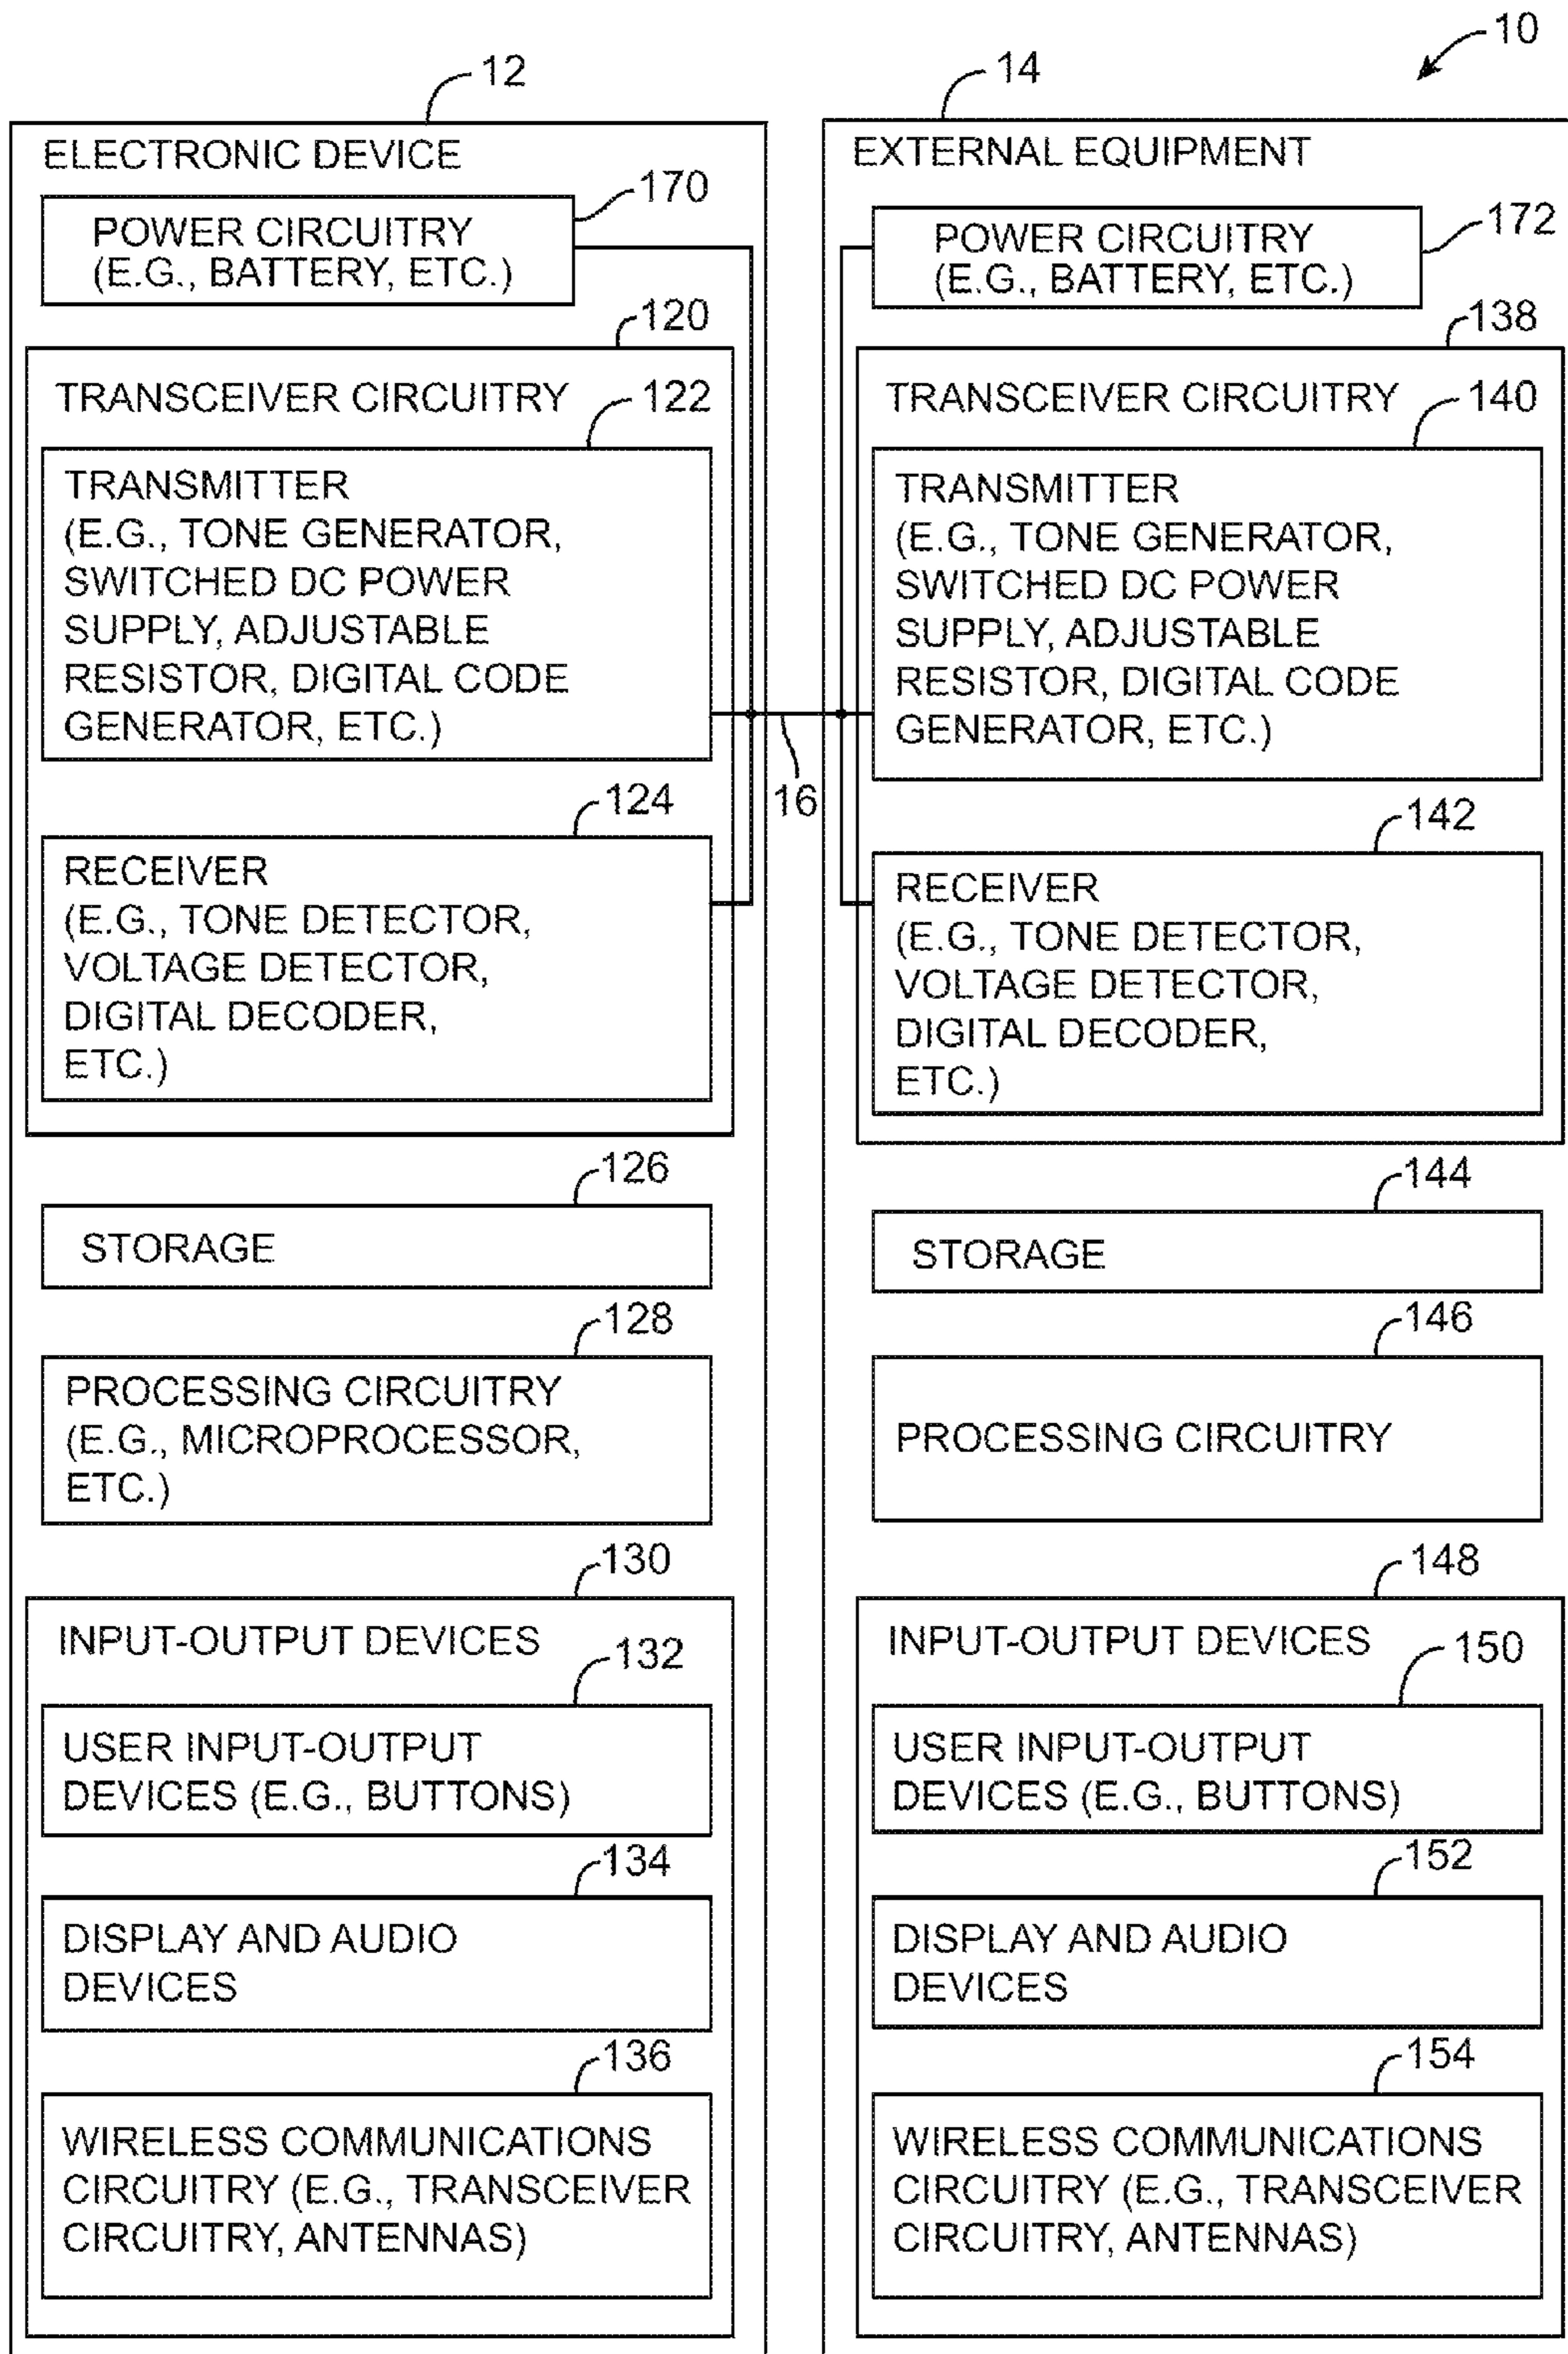 10
12
ELECTRONIC DEVICE
170
POWER CIRCUITRY
(E.G., BATTERY, ETC.)
120
TRANSCEIVER CIRCUITRY
122
TRANSMITTER
(E.G., TONE GENERATOR,
SWITCHED DC POWER
SUPPLY, ADJUSTABLE
RESISTOR, DIGITAL CODE
GENERATOR, ETC.)
124
RECEIVER
(E.G., TONE DETECTOR,
VOLTAGE DETECTOR,
DIGITAL DECODER,
ETC.)
126
STORAGE
128
PROCESSING CIRCUITRY
(E.G., MICROPROCESSOR,
ETC.)
130
INPUT-OUTPUT DEVICES
132
USER INPUT-OUTPUT
DEVICES (E.G., BUTTONS)
134
DISPLAY AND AUDIO
DEVICES
136
WIRELESS COMMUNICATIONS
CIRCUITRY (E.G., TRANSCEIVER
CIRCUITRY, ANTENNAS)
16
14
EXTERNAL EQUIPMENT
172
POWER CIRCUITRY
(E.G., BATTERY, ETC.)
138
TRANSCEIVER CIRCUITRY
140
TRANSMITTER
(E.G., TONE GENERATOR,
SWITCHED DC POWER
SUPPLY, ADJUSTABLE
RESISTOR, DIGITAL CODE
GENERATOR, ETC.)
142
RECEIVER
(E.G., TONE DETECTOR,
VOLTAGE DETECTOR,
DIGITAL DECODER,
ETC.)
144
STORAGE
146
PROCESSING CIRCUITRY
148
INPUT-OUTPUT DEVICES
150
USER INPUT-OUTPUT
DEVICES (E.G., BUTTONS)
152
DISPLAY AND AUDIO
DEVICES
154
WIRELESS COMMUNICATIONS
CIRCUITRY (E.G., TRANSCEIVER
CIRCUITRY, ANTENNAS)